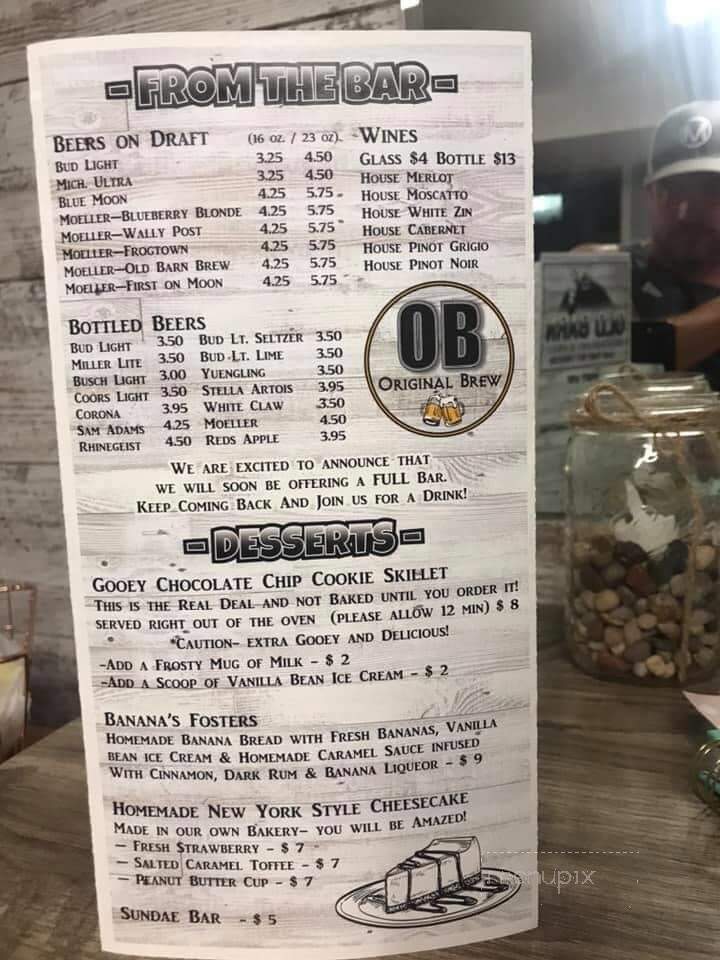 - FROM THE BAR -
BEERS ON DRAFT (16 OZ. / 23 OZ).
BUD LIGHT 3.25 4.50
MICH. ULTRA 3.25 4.50
BLUE MOON 4.25 5.75
MOELLER—BLUEBERRY BLONDE 4.25 5.75
MOELLER—WALLY POST 4.25 5.75
MOELLER—FROGTOWN 4.25 5.75
MOELLER—OLD BARN BREW 4.25 5.75
MOELLER—FIRST ON MOON 4.25 5.75
WINES
GLASS $4 BOTTLE $13
HOUSE MERLOT
HOUSE MOSCATTO
HOUSE WHITE ZIN
HOUSE CABERNET
HOUSE PINOT GRIGIO
HOUSE PINOT NOIR
BOTTLED BEERS
BUD LIGHT 3.50 BUD LT. SELTZER 3.50
MILLER LITE 3.50 BUD LT. LIME 3.50
BUSCH LIGHT 3.00 YUENGLING 3.50
COORS LIGHT 3.50 STELLA ARTOIS 3.95
CORONA 3.95 WHITE CLAW 3.50
SAM ADAMS 4.25 MOELLER 4.50
RHINEGEIST 4.50 REDS APPLE 3.95
OB
ORIGINAL BREW
WE ARE EXCITED TO ANNOUNCE THAT
WE WILL SOON BE OFFERING A FULL BAR.
KEEP COMING BACK AND JOIN US FOR A DRINK!
- DESSERTS -
GOOEY CHOCOLATE CHIP COOKIE SKILLET
THIS IS THE REAL DEAL AND NOT BAKED UNTIL YOU ORDER IT!
SERVED RIGHT OUT OF THE OVEN (PLEASE ALLOW 12 MIN) $ 8
*CAUTION- EXTRA GOOEY AND DELICIOUS!
-ADD A FROSTY MUG OF MILK - $ 2
-ADD A SCOOP OF VANILLA BEAN ICE CREAM - $ 2
BANANA'S FOSTERS
HOMEMADE BANANA BREAD WITH FRESH BANANAS, VANILLA
BEAN ICE CREAM & HOMEMADE CARAMEL SAUCE INFUSED
WITH CINNAMON, DARK RUM & BANANA LIQUEOR - $ 9
HOMEMADE NEW YORK STYLE CHEESECAKE
MADE IN OUR OWN BAKERY- YOU WILL BE AMAZED!
- FRESH STRAWBERRY - $ 7
- SALTED CARAMEL TOFFEE - $ 7
- PEANUT BUTTER CUP - $ 7
SUNDAE BAR - $ 5
menupix
M